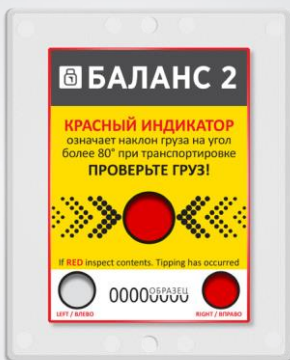 БАЛАНС 2
КРАСНЫЙ ИНДИКАТОР
означает наклон груза на угол
более 80° при транспортировке
ПРОВЕРЬТЕ ГРУЗ!
If RED inspect contents. Tipping has occurred
0000 ОБРАЗЕЦ
LEFT / ВЛЕВО
RIGHT / ВПРАВО